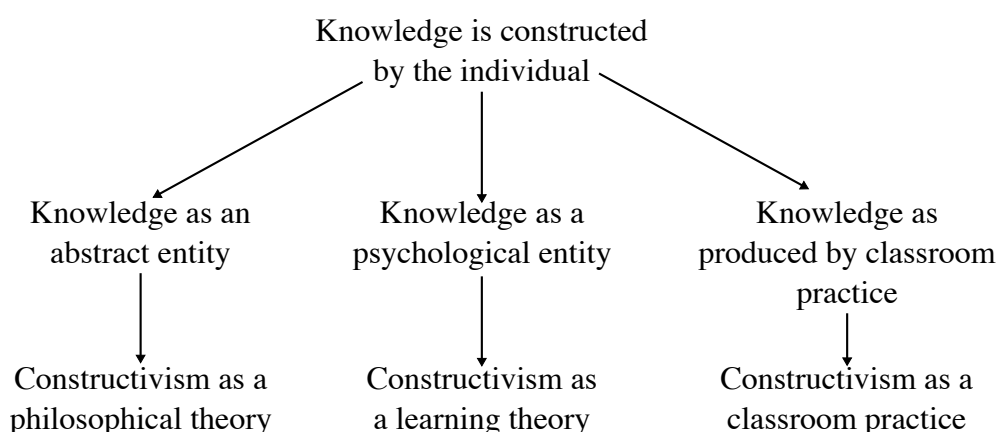 Knowledge is constructed
by the individual
Knowledge as an
abstract entity
Knowledge as a
psychological entity
Knowledge as
produced by classroom
practice
Constructivism as a
philosophical theory
Constructivism as
a learning theory
Constructivism as a
classroom practice